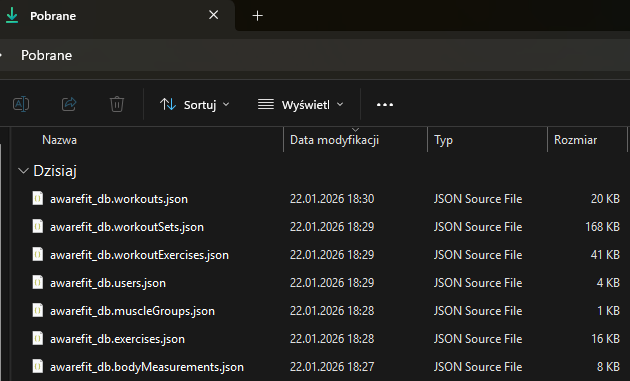 Pobrane
Pobrane
Sortuj
Wyświetl
Nazwa Data modyfikacji Typ Rozmiar
Dzisiaj
awarefit_db.workouts.json 22.01.2026 18:30 JSON Source File 20 KB
awarefit_db.workoutSets.json 22.01.2026 18:29 JSON Source File 168 KB
awarefit_db.workoutExercises.json 22.01.2026 18:29 JSON Source File 41 KB
awarefit_db.users.json 22.01.2026 18:29 JSON Source File 4 KB
awarefit_db.muscleGroups.json 22.01.2026 18:28 JSON Source File 1 KB
awarefit_db.exercises.json 22.01.2026 18:28 JSON Source File 16 KB
awarefit_db.bodyMeasurements.json 22.01.2026 18:27 JSON Source File 8 KB